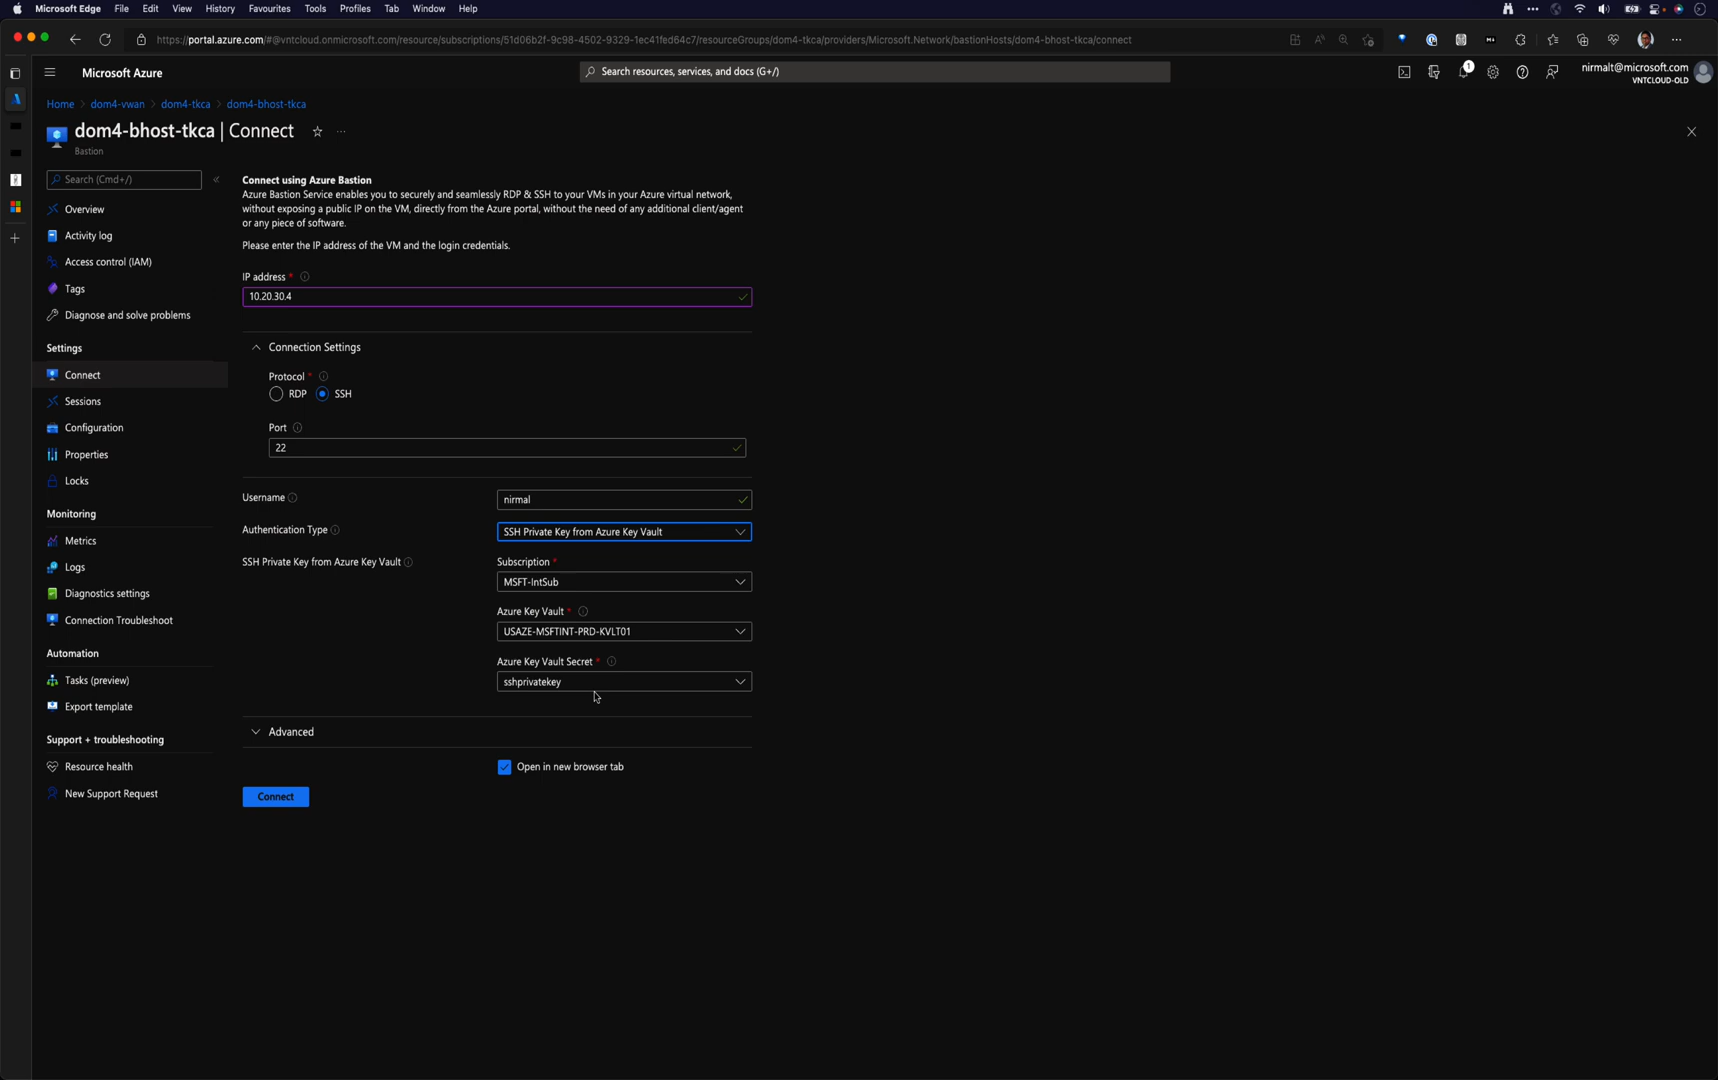 Microsoft Edge File Edit View History Favourites Tools Profiles Tab Window Help
https://portal.azure.com/#@vntcloud.onmicrosoft.com/resource/subscriptions/51d06b2f-9c98-4502-9329-1ec41fed64c7/resourceGroups/dom4-tkca/providers/Microsoft.Network/bastionHosts/dom4-bhost-tkca/connect
Microsoft Azure
Search resources, services, and docs (G+/)
1
nirmalt@microsoft.com
VNTCLOUD-OLD
Home > dom4-vwan > dom4-tkca > dom4-bhost-tkca
dom4-bhost-tkca | Connect
Bastion
Search (Cmd+/)
Overview
Activity log
Access control (IAM)
Tags
Diagnose and solve problems
Settings
Connect
Sessions
Configuration
Properties
Locks
Monitoring
Metrics
Logs
Diagnostics settings
Connection Troubleshoot
Automation
Tasks (preview)
Export template
Support + troubleshooting
Resource health
New Support Request
Connect using Azure Bastion
Azure Bastion Service enables you to securely and seamlessly RDP & SSH to your VMs in your Azure virtual network,
without exposing a public IP on the VM, directly from the Azure portal, without the need of any additional client/agent
or any piece of software.
Please enter the IP address of the VM and the login credentials.
IP address *
10.20.30.4
Connection Settings
Protocol *
RDP SSH
Port
22
Username
nirmal
Authentication Type
SSH Private Key from Azure Key Vault
SSH Private Key from Azure Key Vault
Subscription *
MSFT-IntSub
Azure Key Vault *
USAZE-MSFTINT-PRD-KVLT01
Azure Key Vault Secret *
sshprivatekey
Advanced
Open in new browser tab
Connect